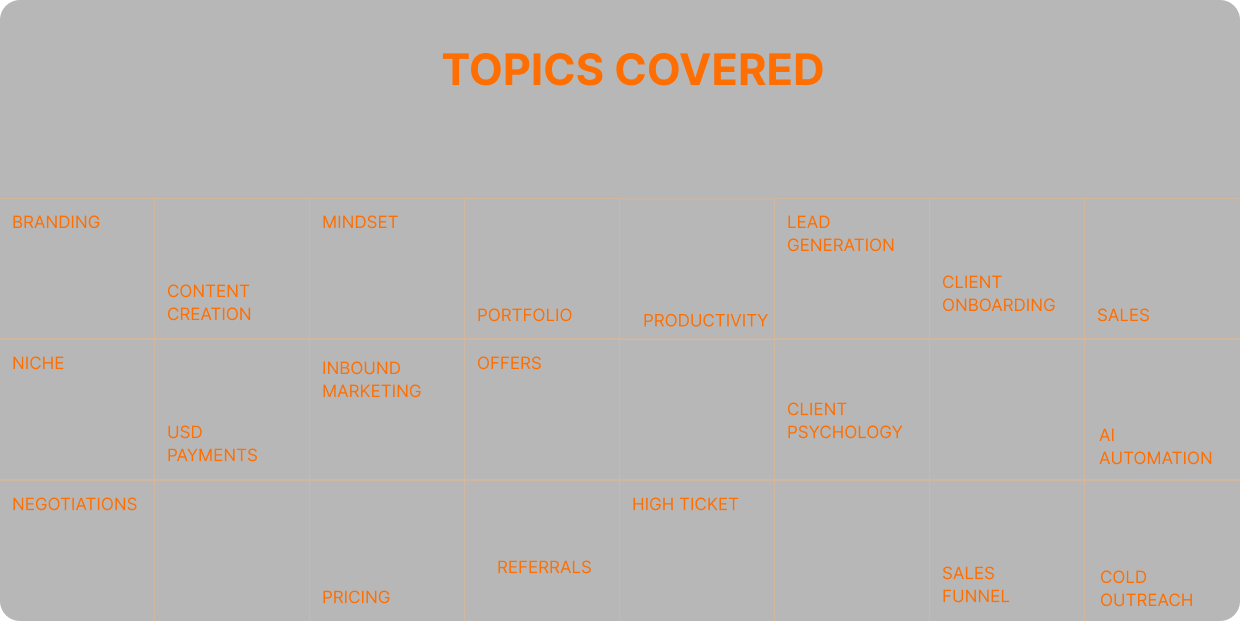 TOPICS COVERED
BRANDING
CONTENT
CREATION
MINDSET
PORTFOLIO
PRODUCTIVITY
LEAD
GENERATION
CLIENT
ONBOARDING
SALES
NICHE
USD
PAYMENTS
INBOUND
MARKETING
OFFERS
CLIENT
PSYCHOLOGY
AI
AUTOMATION
NEGOTIATIONS
PRICING
REFERRALS
HIGH TICKET
SALES
FUNNEL
COLD
OUTREACH